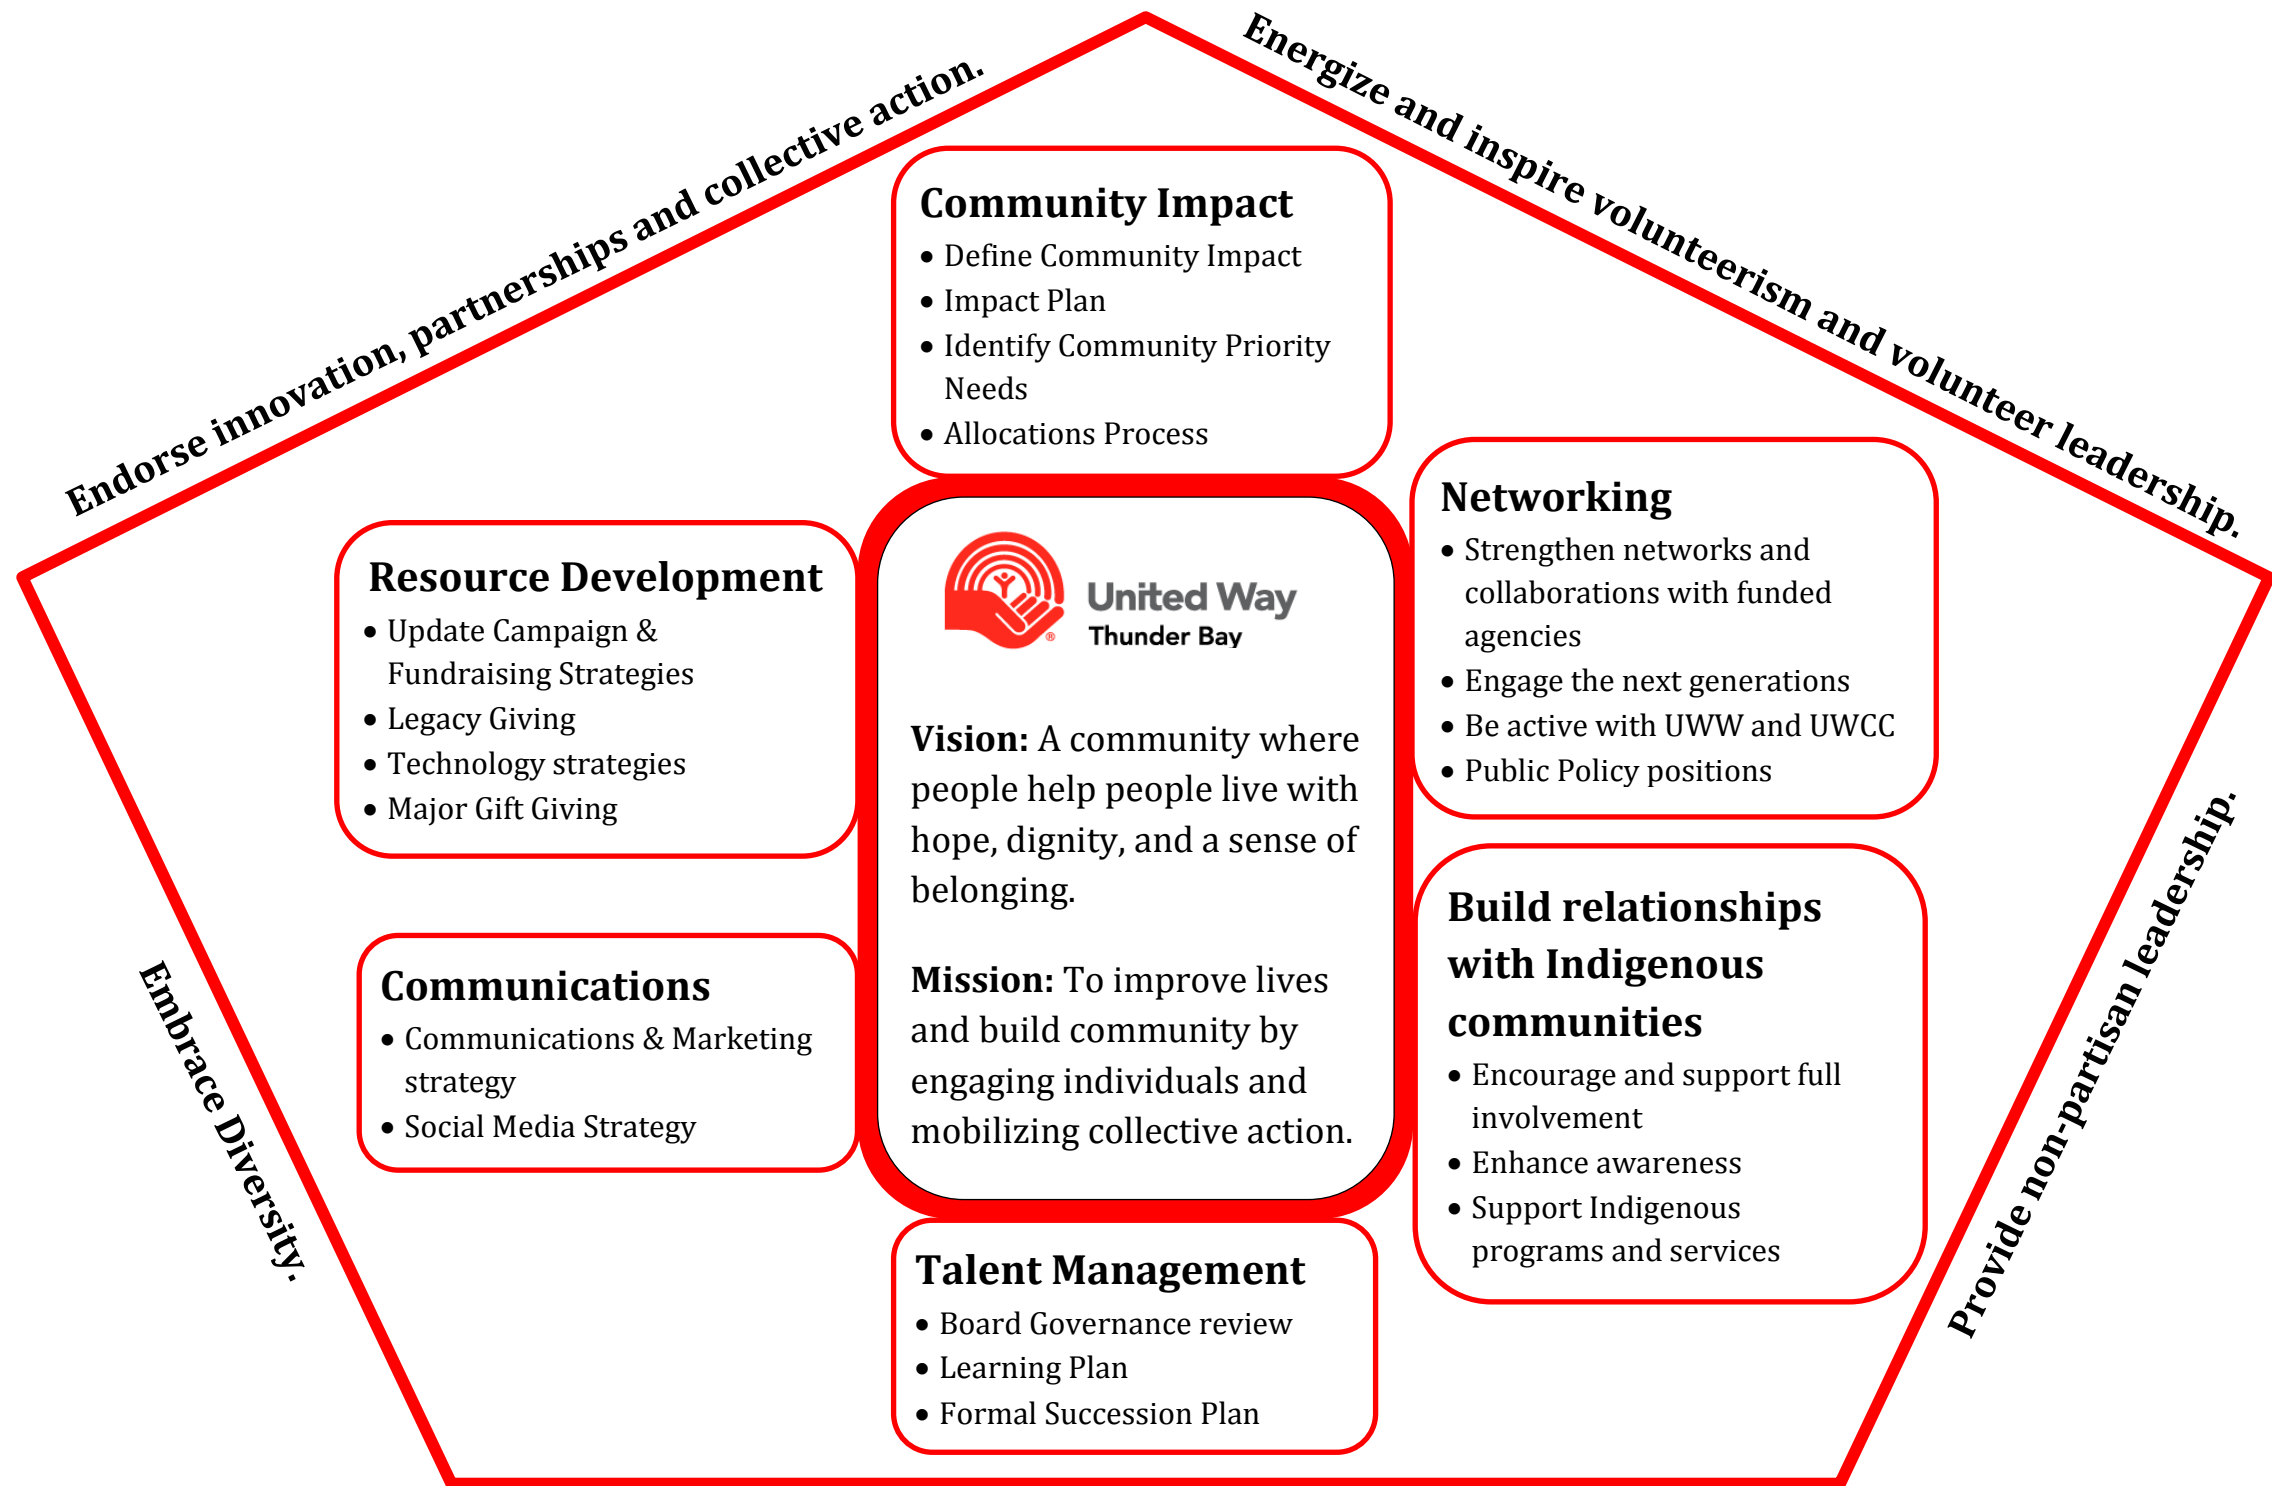 Endorse innovation, partnerships and collective action.
Energize and inspire volunteerism and volunteer leadership.
Community Impact
• Define Community Impact
• Impact Plan
• Identify Community Priority
Needs
• Allocations Process
Resource Development
• Update Campaign &
Fundraising Strategies
• Legacy Giving
• Technology strategies
• Major Gift Giving
United Way
Thunder Bay
®
Vision: A community where
people help people live with
hope, dignity, and a sense of
belonging.
Mission: To improve lives
and build community by
engaging individuals and
mobilizing collective action.
Networking
• Strengthen networks and
collaborations with funded
agencies
• Engage the next generations
• Be active with UWW and UWCC
• Public Policy positions
Communications
• Communications & Marketing
strategy
• Social Media Strategy
Build relationships
with Indigenous
communities
• Encourage and support full
involvement
• Enhance awareness
• Support Indigenous
programs and services
Talent Management
• Board Governance review
• Learning Plan
• Formal Succession Plan
Embrace Diversity.
Provide non-partisan leadership.